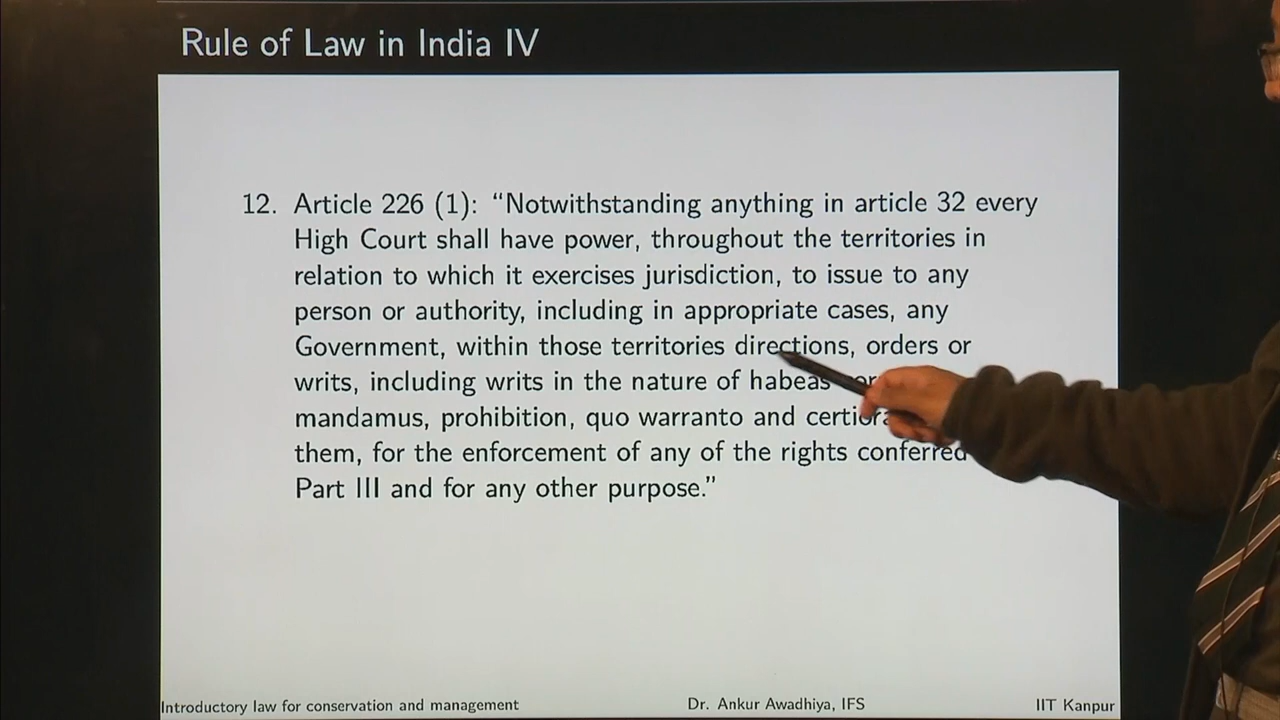 Rule of Law in India IV
12. Article 226 (1): “Notwithstanding anything in article 32 every
High Court shall have power, throughout the territories in
relation to which it exercises jurisdiction, to issue to any
person or authority, including in appropriate cases, any
Government, within those territories directions, orders or
writs, including writs in the nature of habeas
mandamus, prohibition, quo warranto and
them, for the enforcement of any of the rights conferred
Part III and for any other purpose.”
Introductory law for conservation and management Dr. Ankur Awadhiya, IFS IIT Kanpur